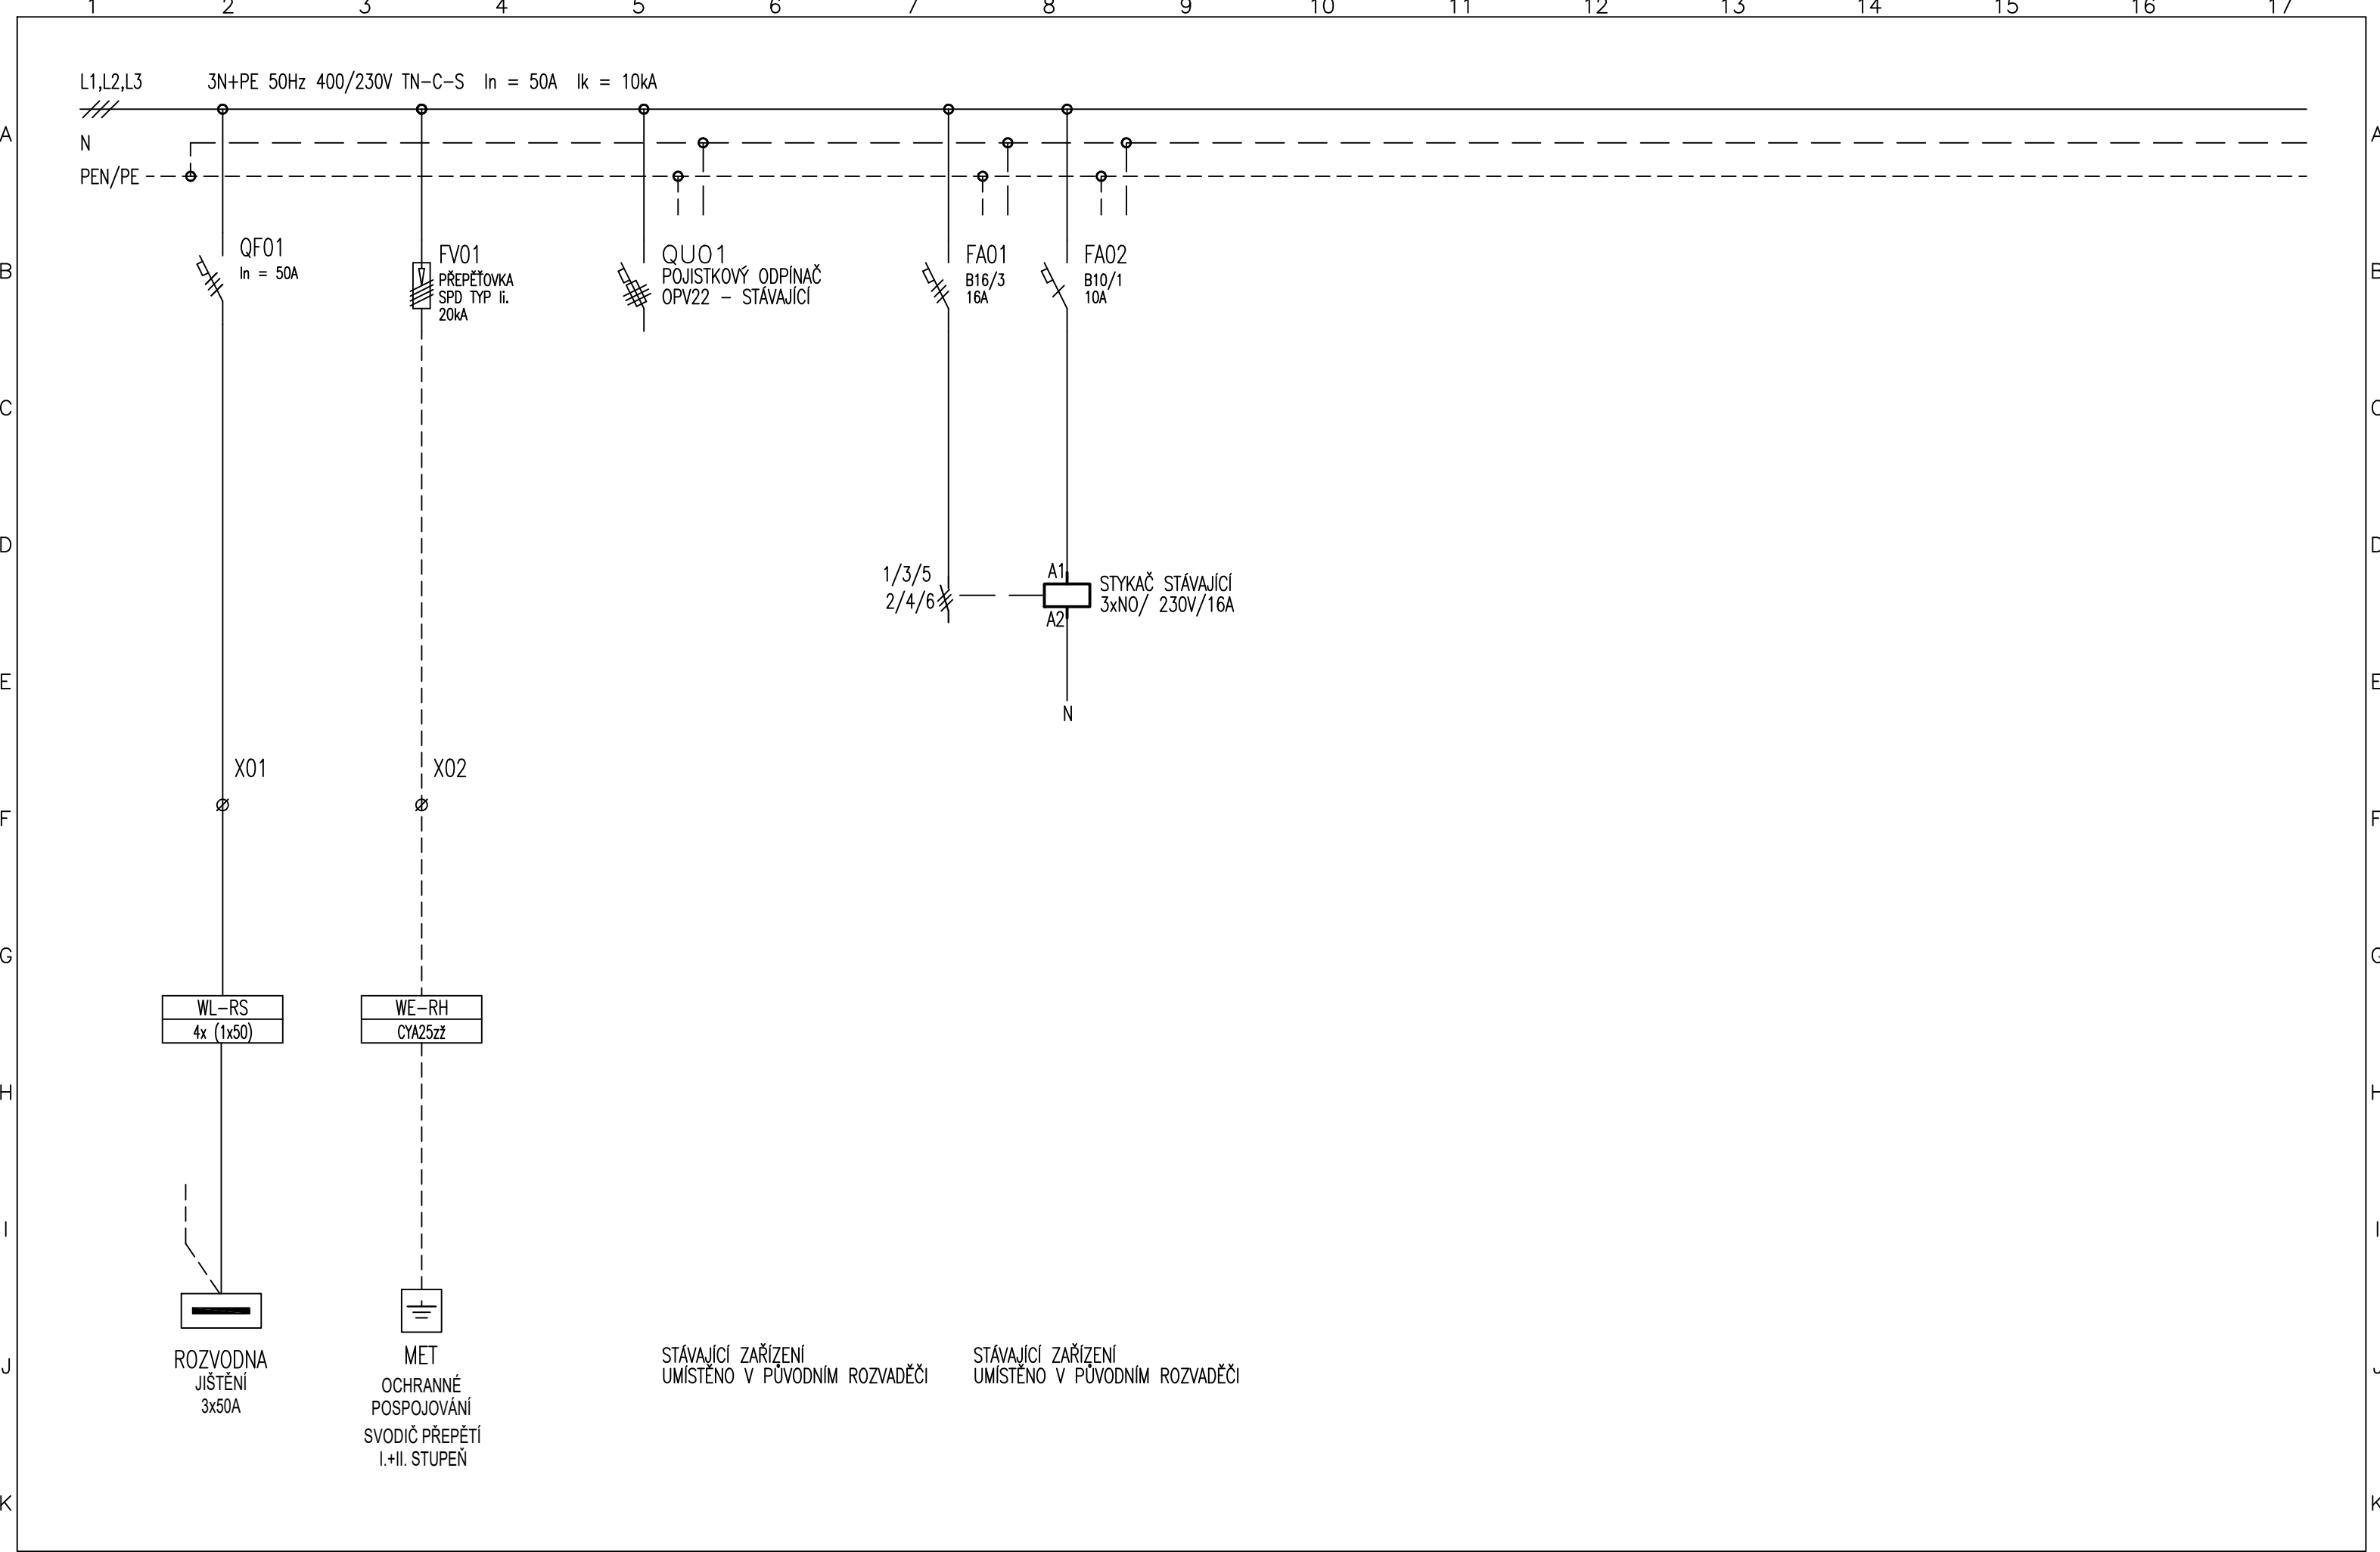 1 2 3 4 5 6 7 8 9 10 11 12 13 14 15 16 17
L1,L2,L3 3N+PE 50Hz 400/230V TN-C-S In = 50A Ik = 10kA
A A
N
PEN/PE
B B
QF01
In = 50A
FV01
PŘEPĚŤOVKA
SPD TYP Ii.
20kA
QU01
POJISTKOVÝ ODPÍNAČ
OPV22 - STÁVAJÍCÍ
FA01
B16/3
16A
FA02
B10/1
10A
C C
D D
1/3/5
2/4/6
A1
A2
STYKAČ STÁVAJÍCÍ
3xNO/ 230V/16A
E E
N
X01 X02
F F
G G
WL-RS
4x (1x50)
WE-RH
CYA25zž
H H
I I
J J
ROZVODNA
JIŠTĚNÍ
3x50A
MET
OCHRANNÉ
POSPOJOVÁNÍ
SVODIČ PŘEPĚTÍ
I.+II. STUPEŇ
STÁVAJÍCÍ ZAŘÍZENÍ
UMÍSTĚNO V PŮVODNÍM ROZVADĚČI
STÁVAJÍCÍ ZAŘÍZENÍ
UMÍSTĚNO V PŮVODNÍM ROZVADĚČI
K K